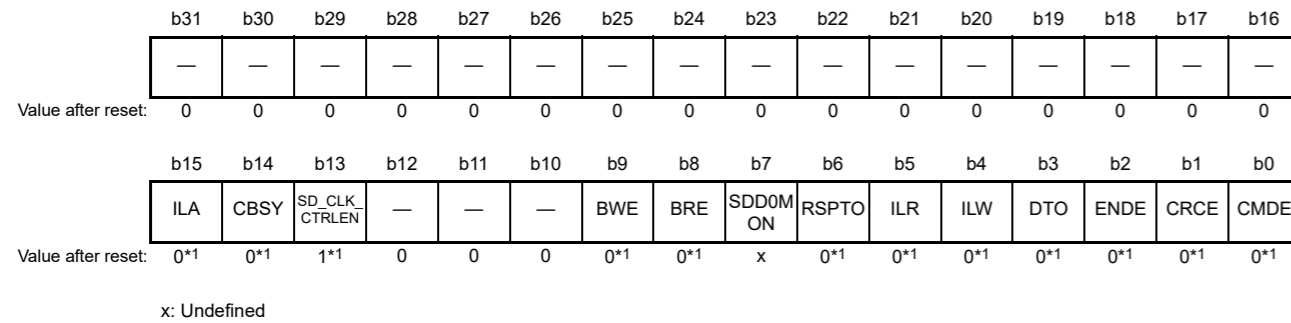 b31 b30 b29 b28 b27 b26 b25 b24 b23 b22 b21 b20 b19 b18 b17 b16
— — — — — — — — — — — — — — — —
Value after reset: 0 0 0 0 0 0 0 0 0 0 0 0 0 0 0 0
b15 b14 b13 b12 b11 b10 b9 b8 b7 b6 b5 b4 b3 b2 b1 b0
ILA CBSY SD_CLK_CTRLEN — — — BWE BRE SDD0MON RSPTO ILR ILW DTO ENDE CRCE CMDE
Value after reset: 0*1 0*1 1*1 0 0 0 0*1 0*1 x 0*1 0*1 0*1 0*1 0*1 0*1 0*1
x: Undefined